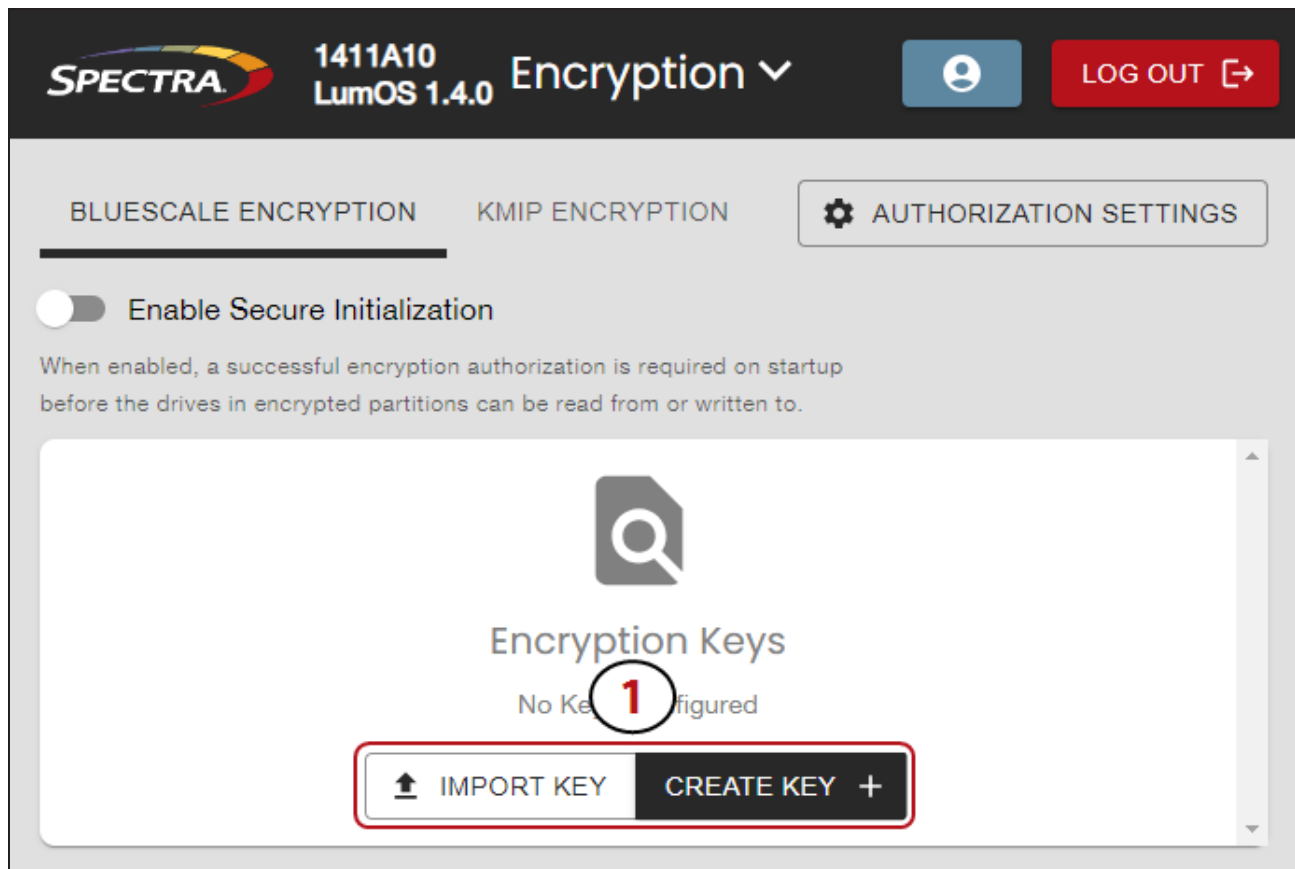 SPECTRA
1411A10
LumOS 1.4.0
Encryption
LOG OUT
BLUESCALE ENCRYPTION
KMIP ENCRYPTION
AUTHORIZATION SETTINGS
Enable Secure Initialization
When enabled, a successful encryption authorization is required on startup
before the drives in encrypted partitions can be read from or written to.
Encryption Keys
No
1
IMPORT KEY
CREATE KEY +